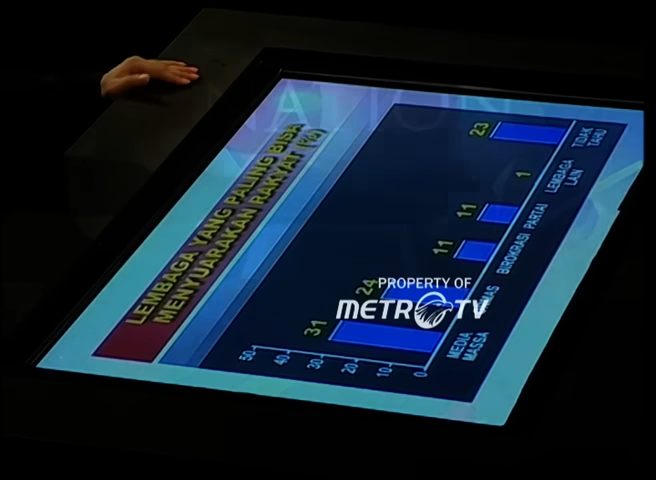 NATION
LEMBAGA YANG PALING BISA
MENYUARAKAN RAKYAT (%)
50
40
30
20
10
0
31
24
11
11
1
23
MEDIA
MASSA
BIROKRASI
PARTAI
LEMBAGA
LAIN
TIDAK
TAHU
PROPERTY OF
METRO TV